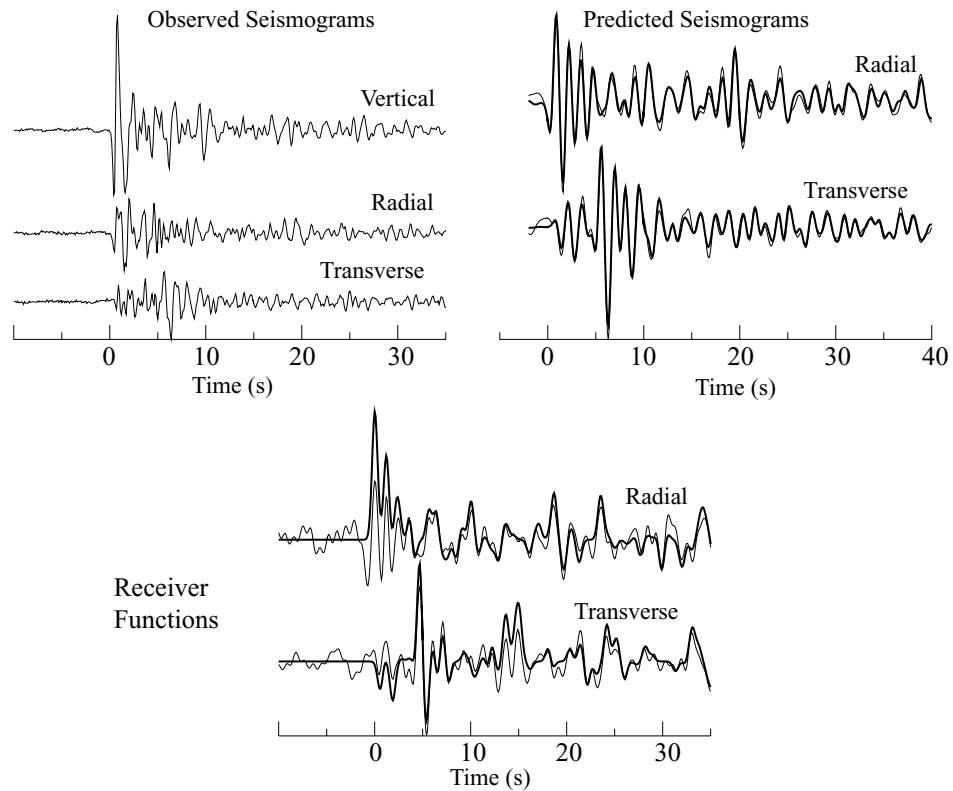 Observed Seismograms
Vertical
Radial
Transverse
0 10 20 30
Time (s)
Predicted Seismograms
Radial
Transverse
0 10 20 30 40
Time (s)
Receiver
Functions
Radial
Transverse
0 10 20 30
Time (s)